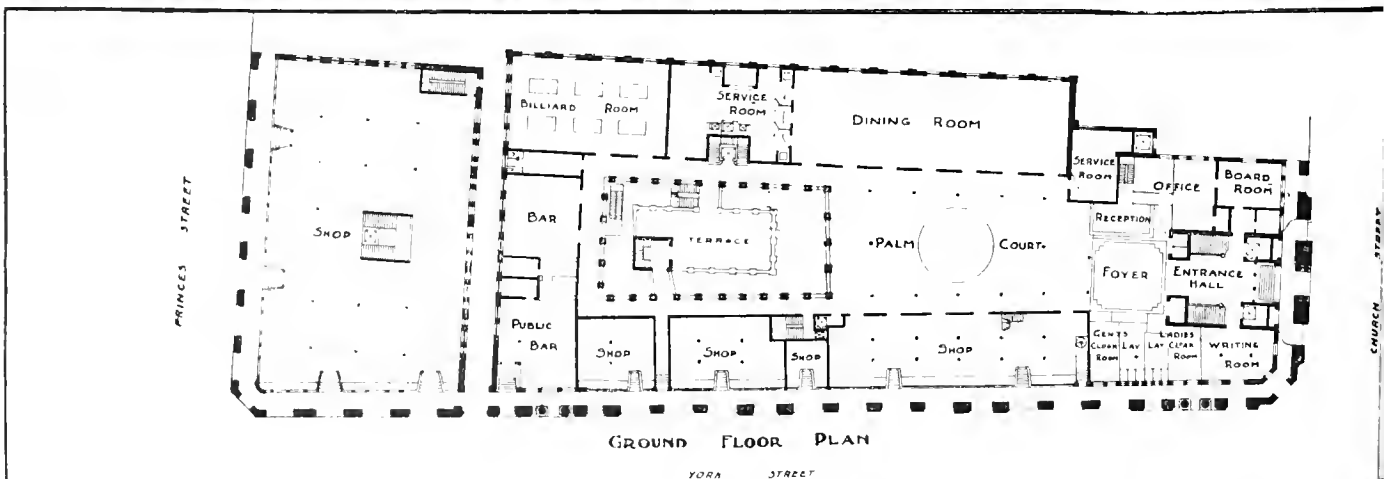 PRINCES STREET
SHOP
BILLIARD ROOM
SERVICE ROOM
DINING ROOM
SERVICE ROOM
OFFICE
BOARD ROOM
BAR
TERRACE
PALM COURT
RECEPTION
FOYER
ENTRANCE HALL
PUBLIC BAR
SHOP
SHOP
SHOP
SHOP
GENTS CLOAK ROOM
LAV
LAV
LADIES CLOAK ROOM
WRITING ROOM
CHURCH STREET
GROUND FLOOR PLAN
YORK STREET